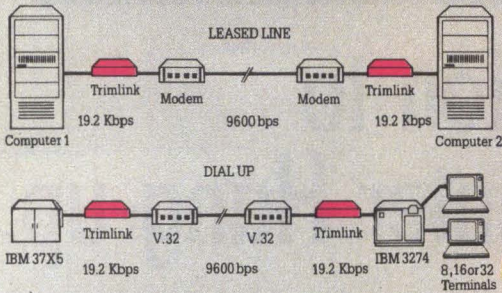 LEASED LINE
Trimlink
Modem
Modem
Trimlink
Computer 1
19.2 Kbps
9600 bps
19.2 Kbps
Computer 2
DIAL UP
IBM 37X5
Trimlink
V.32
V.32
Trimlink
IBM 3274
19.2 Kbps
9600 bps
19.2 Kbps
8,16 or 32
Terminals